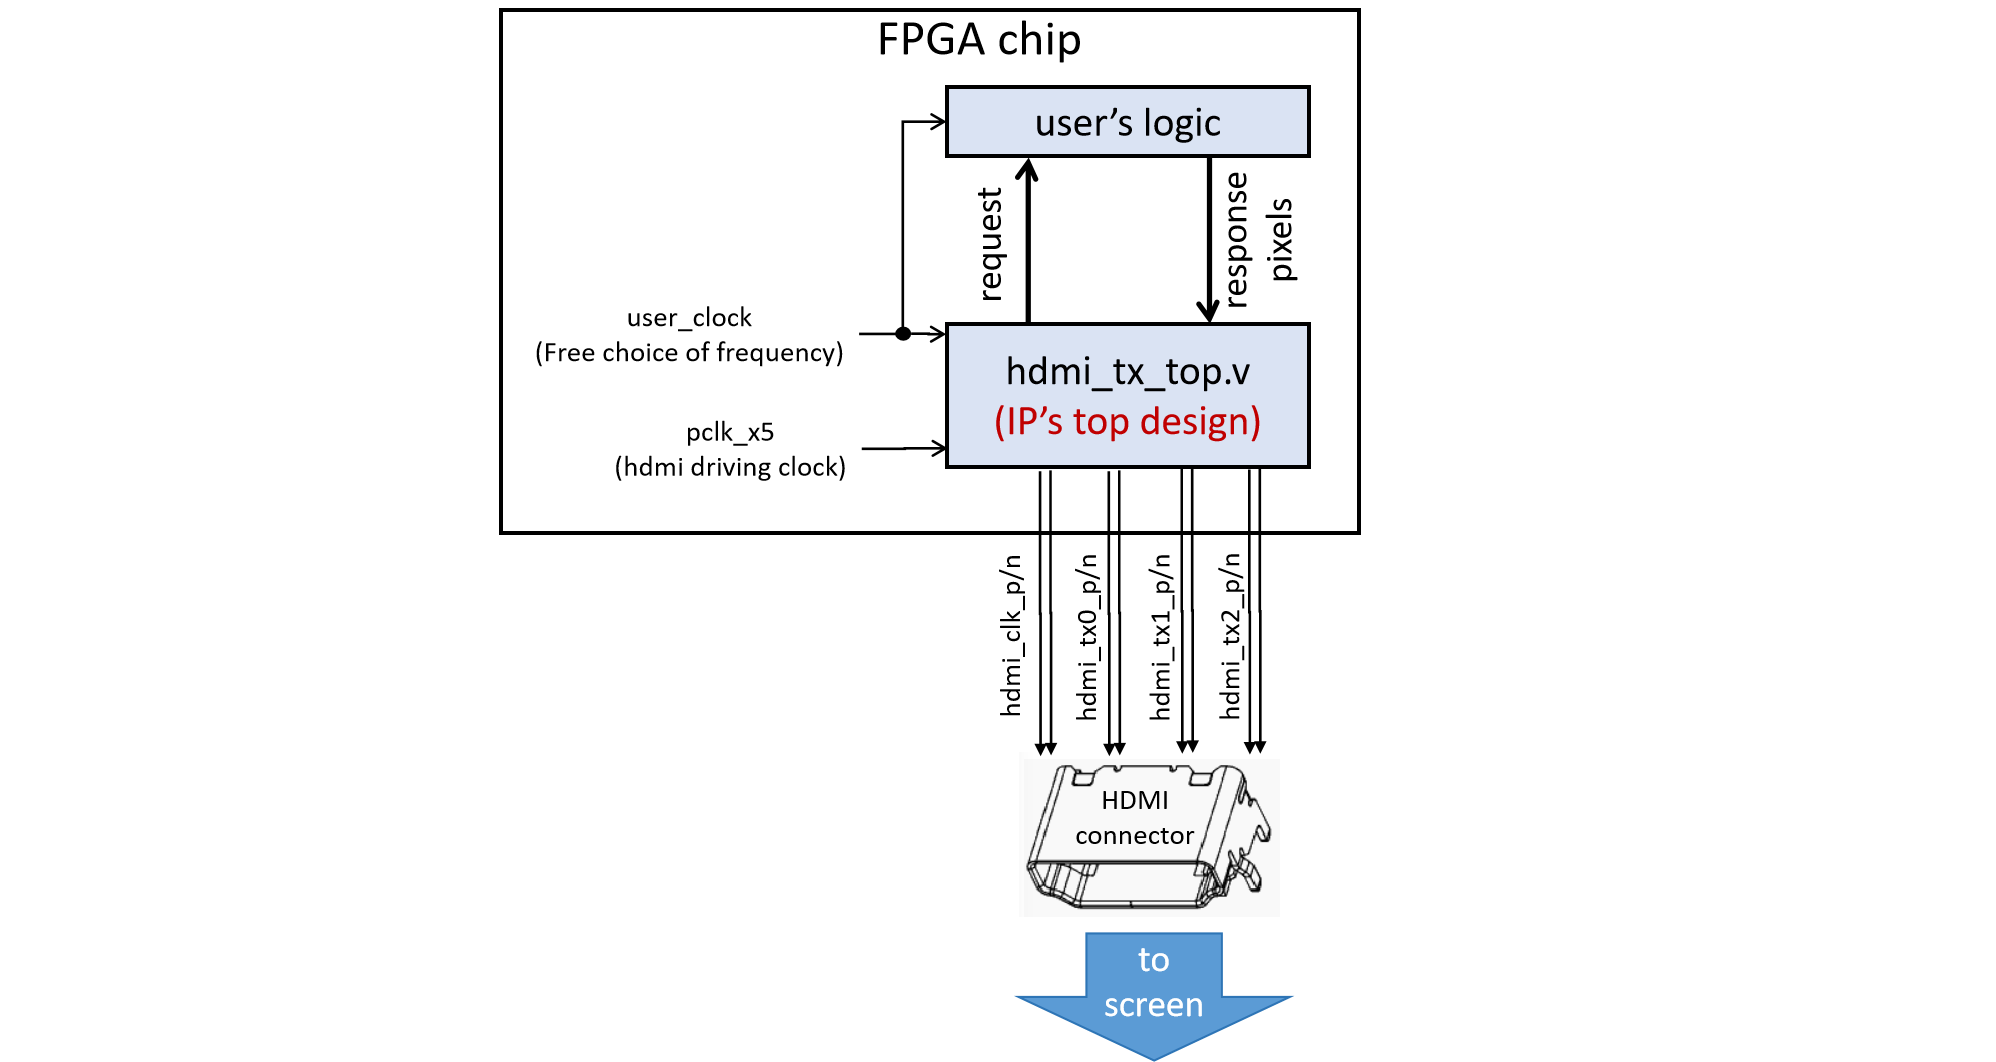 FPGA chip
user’s logic
request
response
pixels
user_clock
(Free choice of frequency)
hdmi_tx_top.v
(IP’s top design)
pclk_x5
(hdmi driving clock)
hdmi_clk_p/n
hdmi_tx0_p/n
hdmi_tx1_p/n
hdmi_tx2_p/n
HDMI
connector
to
screen